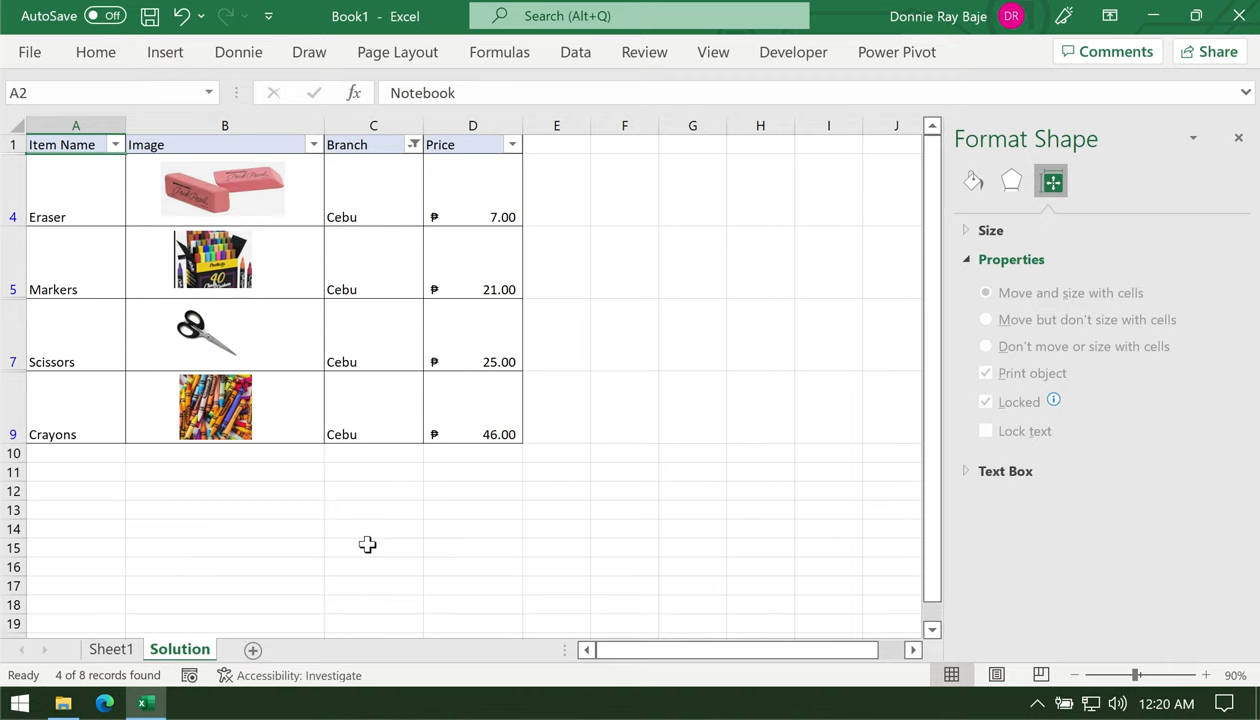 AutoSave Off Book1 - Excel Search (Alt+Q) Donnie Ray Baje DR
File Home Insert Donnie Draw Page Layout Formulas Data Review View Developer Power Pivot Comments Share
A2 fx Notebook
A B C D E F G H I J
1 Item Name Image Branch Price
4 Eraser Cebu ₱ 7.00
5 Markers Cebu ₱ 21.00
7 Scissors Cebu ₱ 25.00
9 Crayons Cebu ₱ 46.00
10
11
12
13
14
15
16
17
18
19
Format Shape
Size
Properties
Move and size with cells
Move but don't size with cells
Don't move or size with cells
Print object
Locked
Lock text
Text Box
Sheet1 Solution
Ready 4 of 8 records found Accessibility: Investigate 90%
12:20 AM